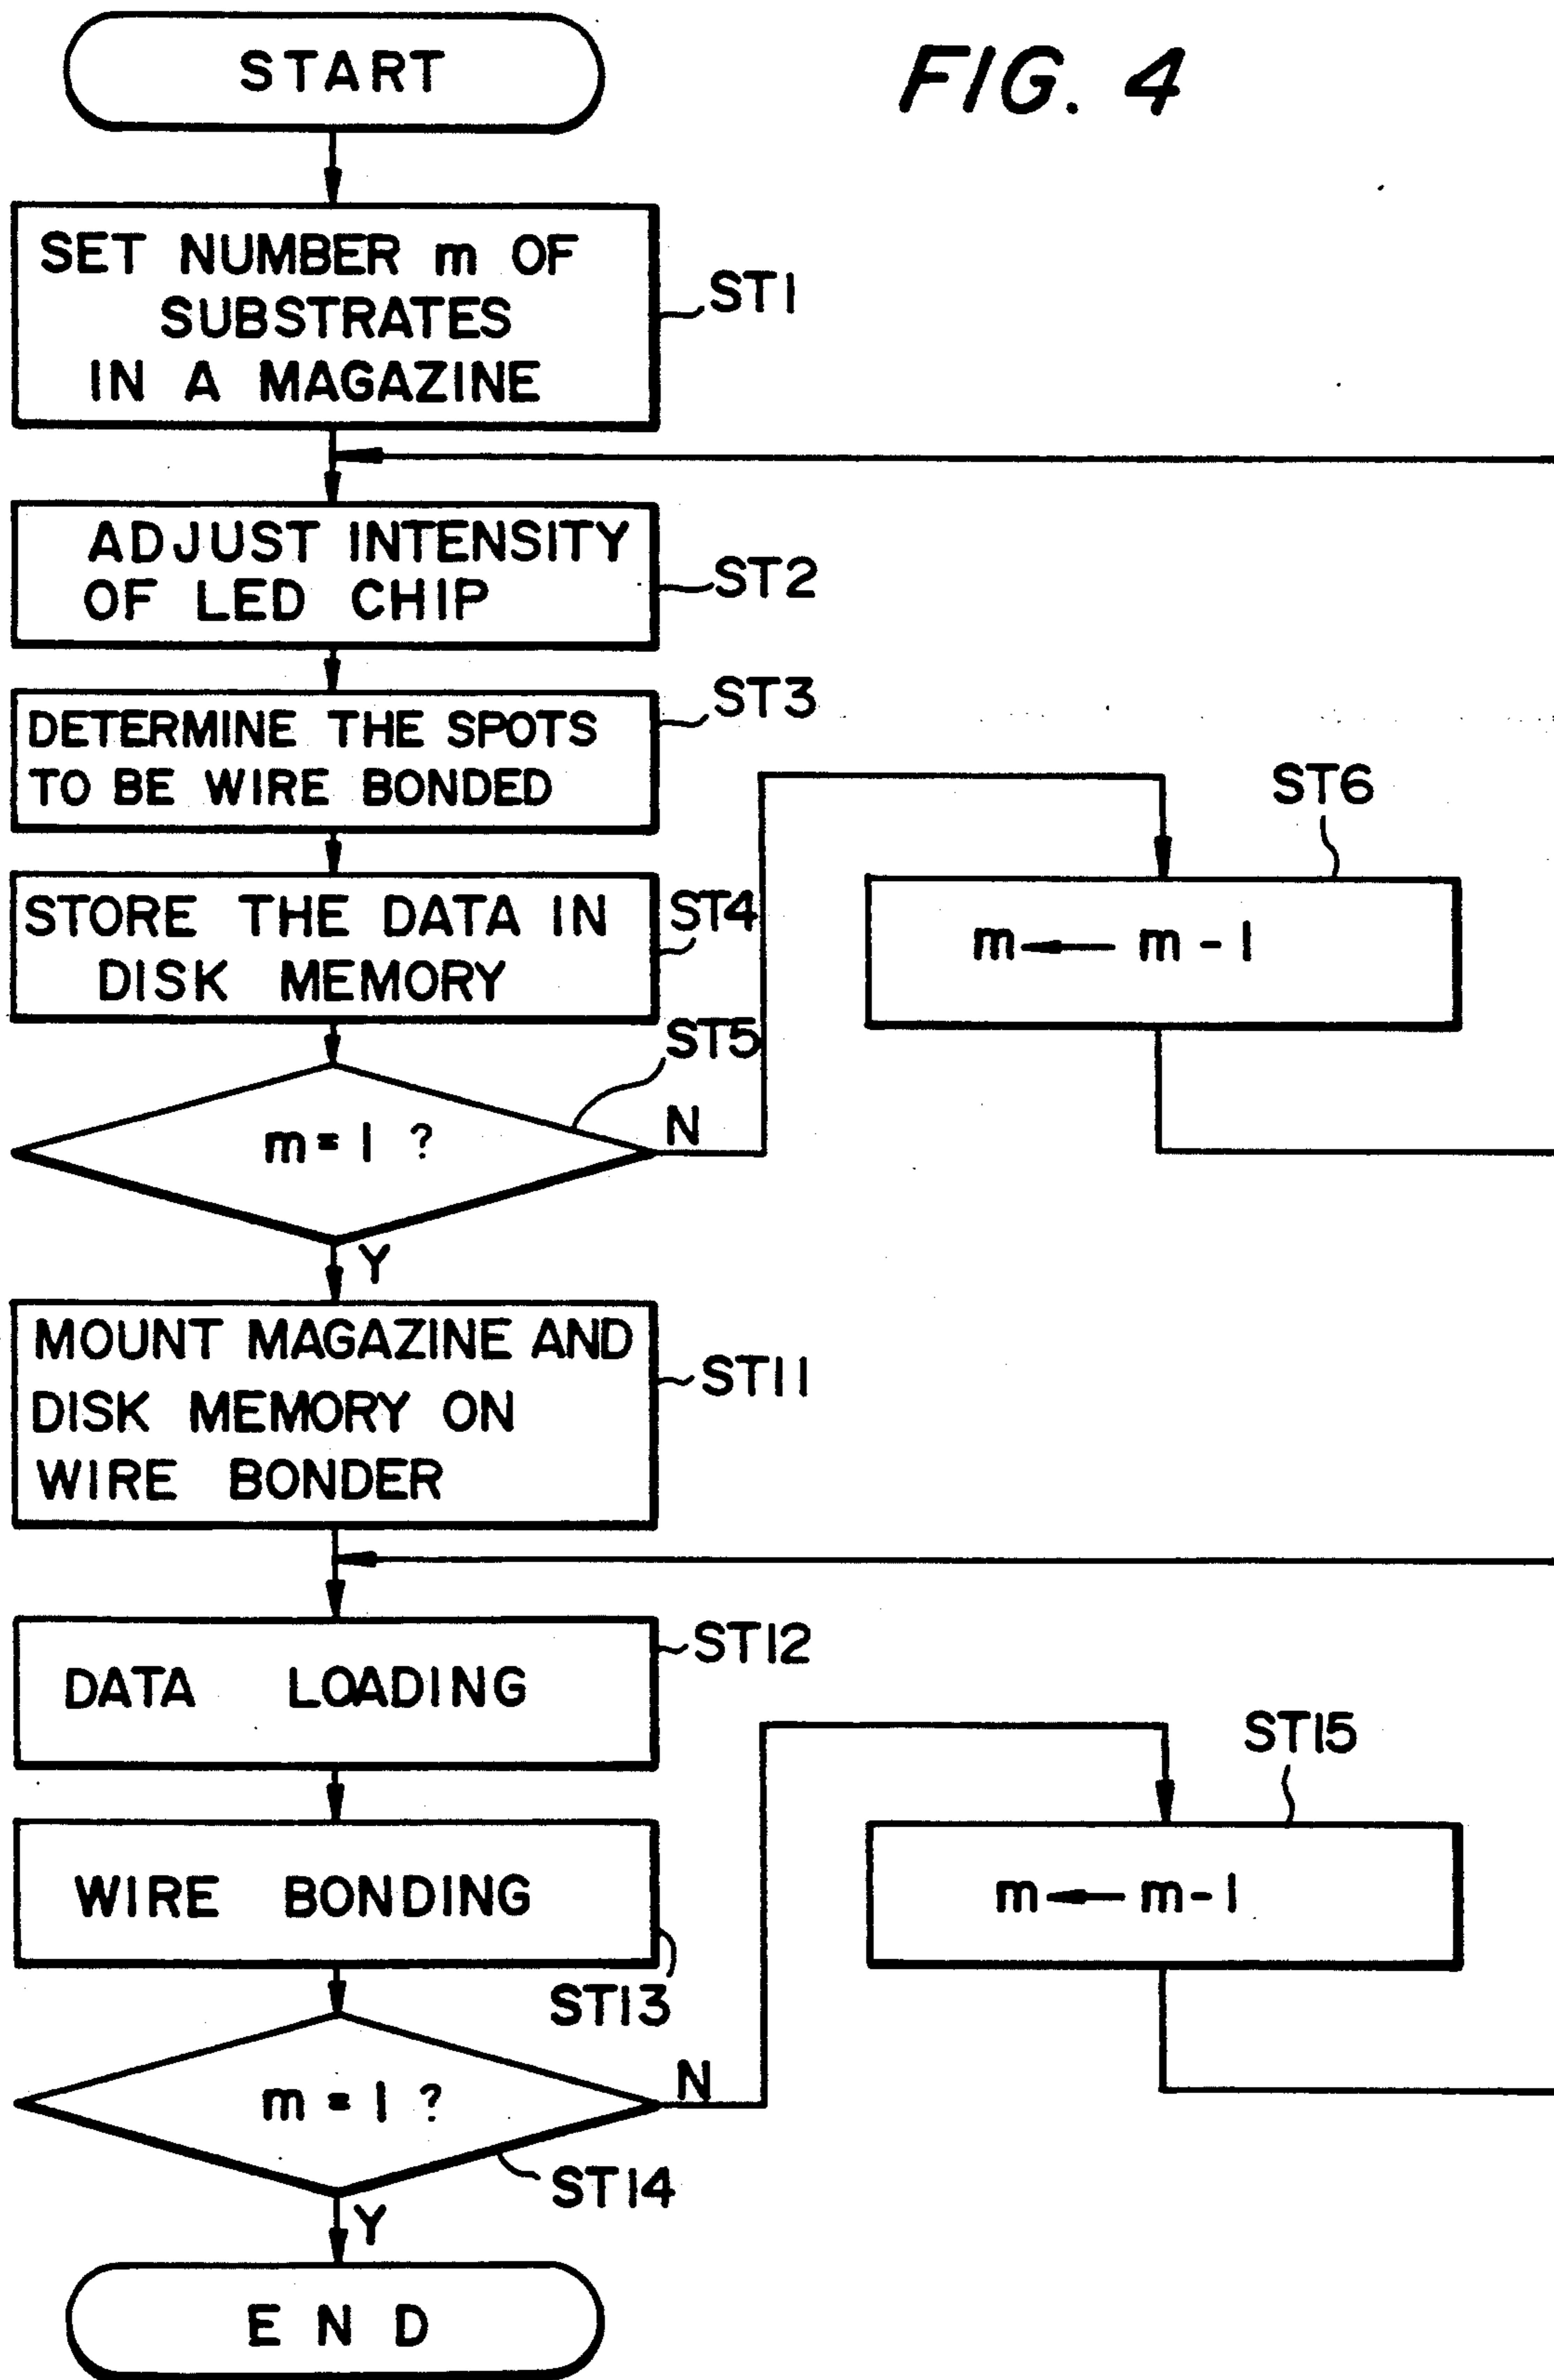 FIG. 4
START
SET NUMBER m OF
SUBSTRATES
IN A MAGAZINE
ST1
ADJUST INTENSITY
OF LED CHIP
ST2
DETERMINE THE SPOTS
TO BE WIRE BONDED
ST3
STORE THE DATA IN
DISK MEMORY
ST4
m = 1 ?
ST5
N
ST6
m ← m - 1
Y
MOUNT MAGAZINE AND
DISK MEMORY ON
WIRE BONDER
ST11
DATA LOADING
ST12
WIRE BONDING
ST13
m = 1 ?
N
ST14
ST15
m ← m - 1
Y
END